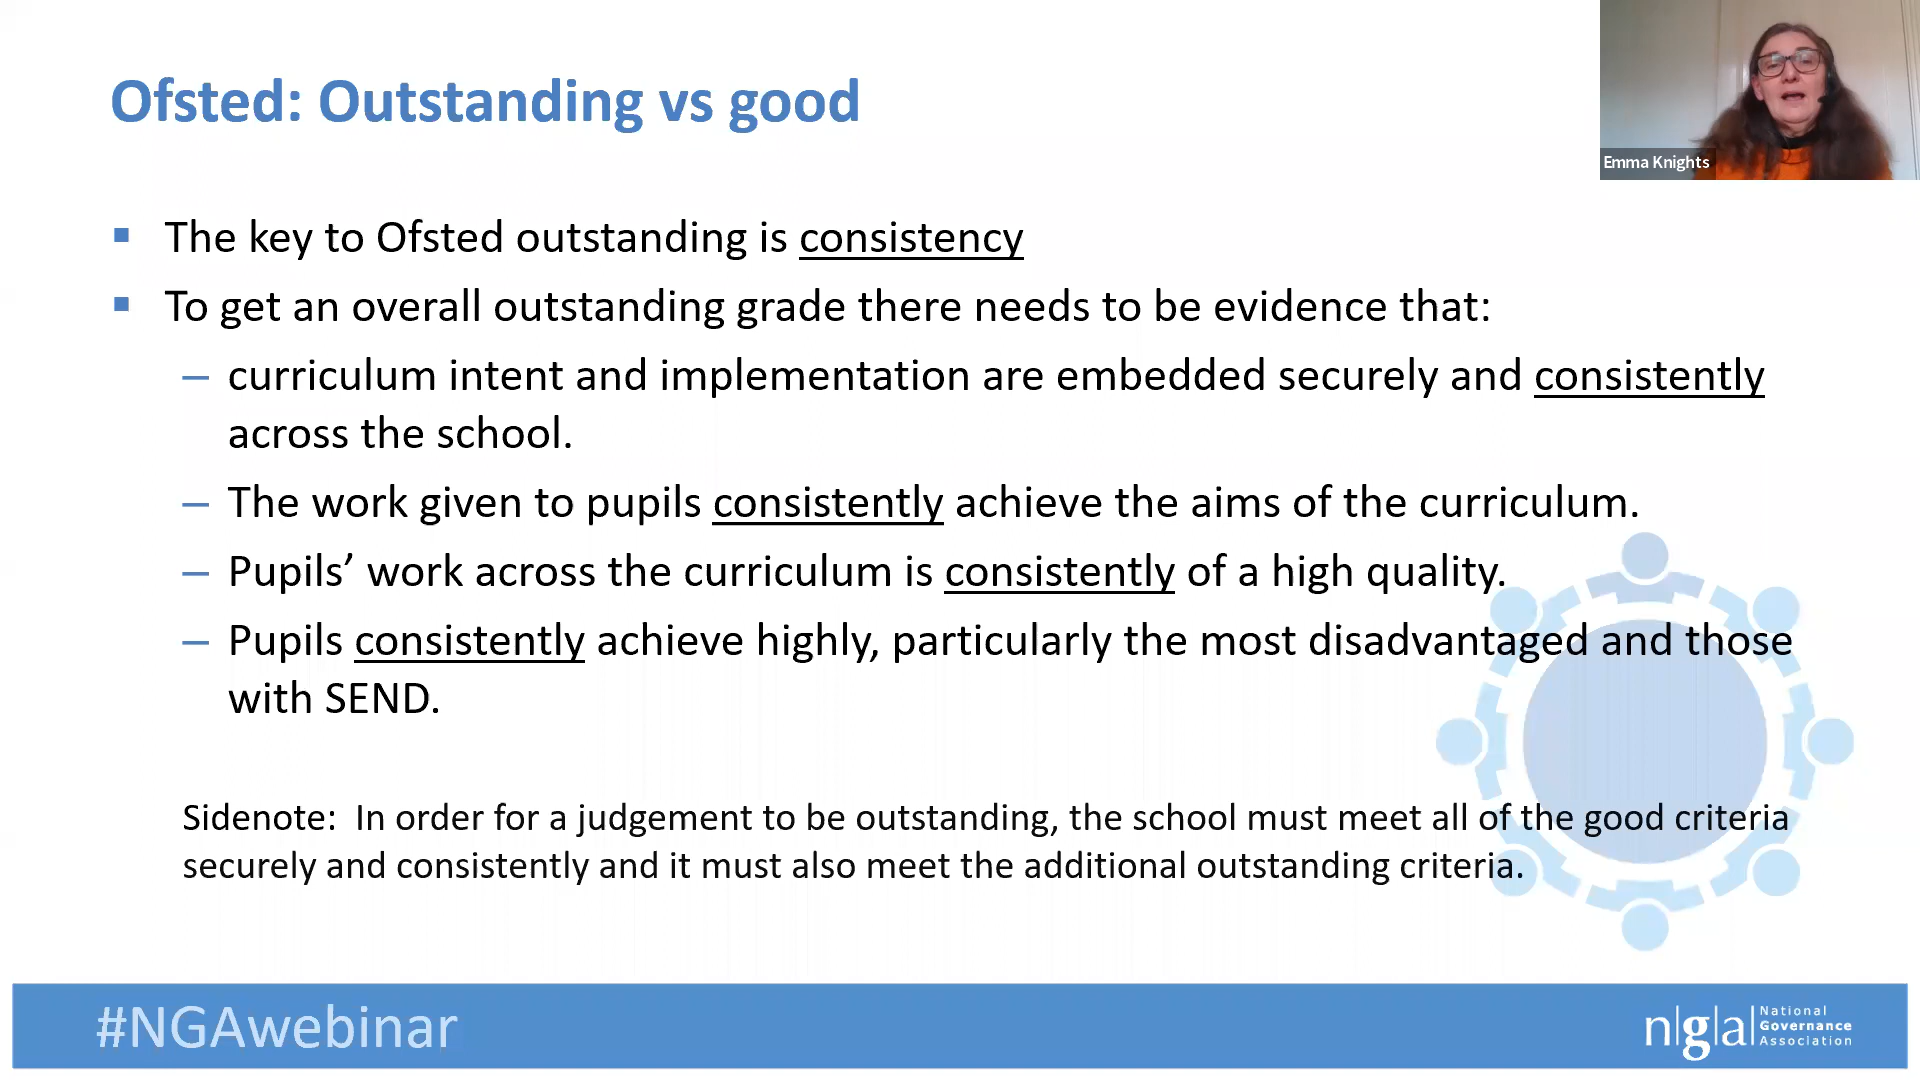 Ofsted: Outstanding vs good
Emma Knights
▪ The key to Ofsted outstanding is consistency
▪ To get an overall outstanding grade there needs to be evidence that:
– curriculum intent and implementation are embedded securely and consistently
across the school.
– The work given to pupils consistently achieve the aims of the curriculum.
– Pupils’ work across the curriculum is consistently of a high quality.
– Pupils consistently achieve highly, particularly the most disadvantaged and those
with SEND.
Sidenote: In order for a judgement to be outstanding, the school must meet all of the good criteria
securely and consistently and it must also meet the additional outstanding criteria.
#NGAwebinar
n|g|a|
National
Governance
Association